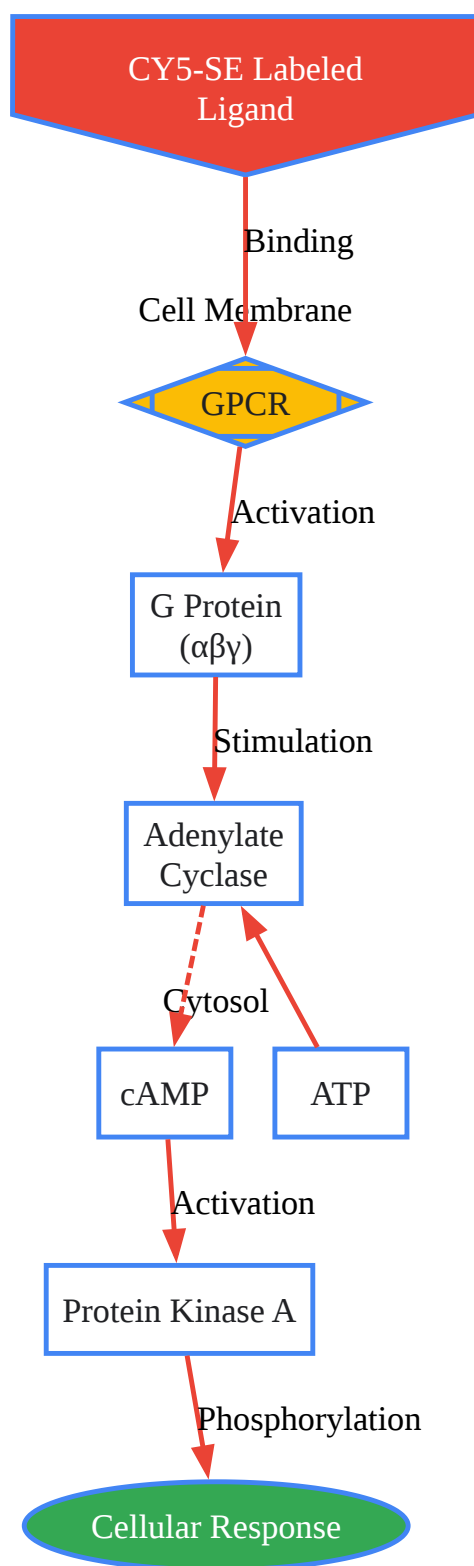 CY5-SE Labeled
Ligand
Binding
Cell Membrane
GPCR
Activation
G Protein
(αβγ)
Stimulation
Adenylate
Cyclase
Cytosol
cAMP
ATP
Activation
Protein Kinase A
Phosphorylation
Cellular Response